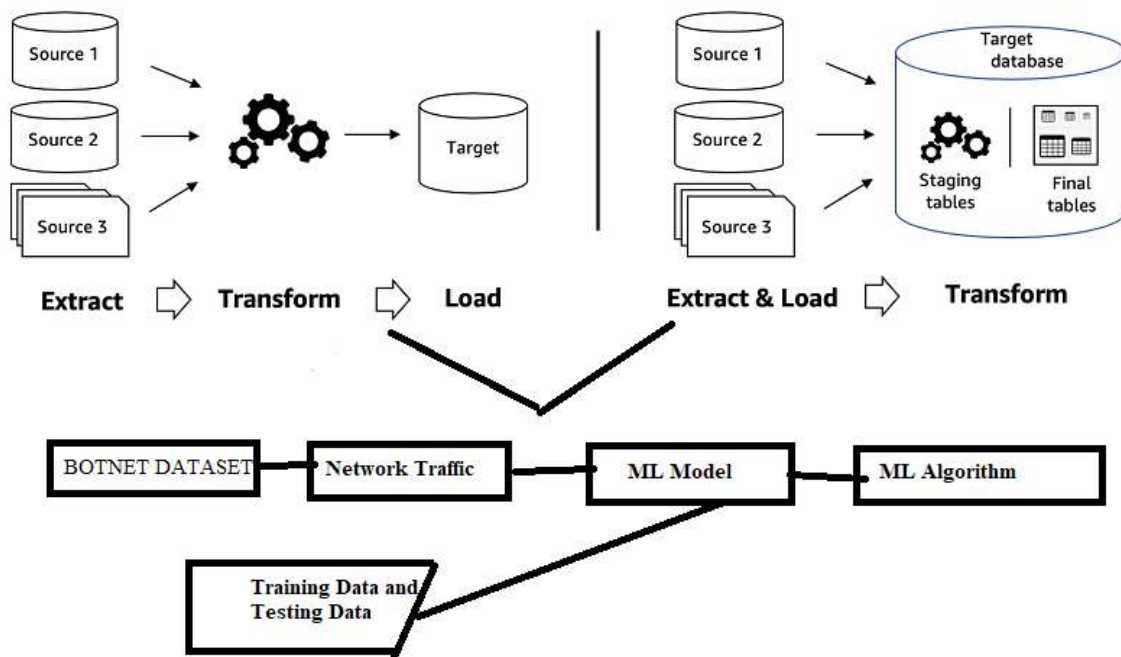 Source 1
Source 2
Source 3
Target
Extract
Transform
Load
Source 1
Source 2
Source 3
Target
database
Staging
tables
Final
tables
Extract & Load
Transform
BOTNET DATASET
Network Traffic
ML Model
ML Algorithm
Training Data and
Testing Data